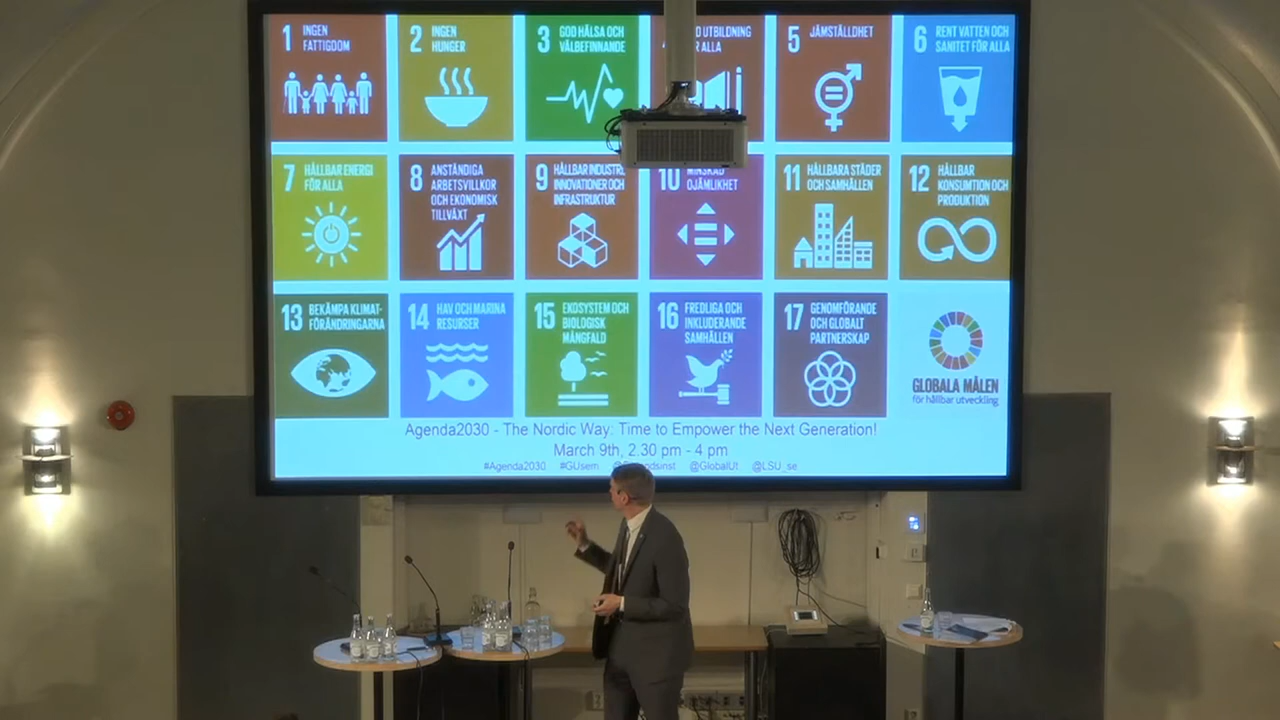 1 INGEN
FATTIGDOM
2 INGEN
HUNGER
3 GOD HÄLSA OCH
VÄLBEFINNANDE
UTBILDNING
ALLA
5 JÄMSTÄLLDHET
6 RENT VATTEN OCH
SANITET FÖR ALLA
7 HÅLLBAR ENERGI
FÖR ALLA
8 ANSTÄNDIGA
ARBETSVILLKOR
OCH EKONOMISK
TILLVÄXT
9 HÅLLBAR INDUSTRI,
INNOVATIONER OCH
INFRASTRUKTUR
10 MINSKAD
OJÄMLIKHET
11 HÅLLBARA STÄDER
OCH SAMHÄLLEN
12 HÅLLBAR
KONSUMTION OCH
PRODUKTION
13 BEKÄMPA KLIMAT-
FÖRÄNDRINGARNA
14 HAV OCH MARINA
RESURSER
15 EKOSYSTEM OCH
BIOLOGISK
MÅNGFALD
16 FREDLIGA OCH
INKLUDERANDE
SAMHÄLLEN
17 GENOMFÖRANDE
OCH GLOBALT
PARTNERSKAP
GLOBALA MÅLEN
för hållbar utveckling
Agenda2030 - The Nordic Way: Time to Empower the Next Generation!
March 9th, 2.30 pm - 4 pm
#Agenda2030 #GUsem @GlobalUt @LSU_se